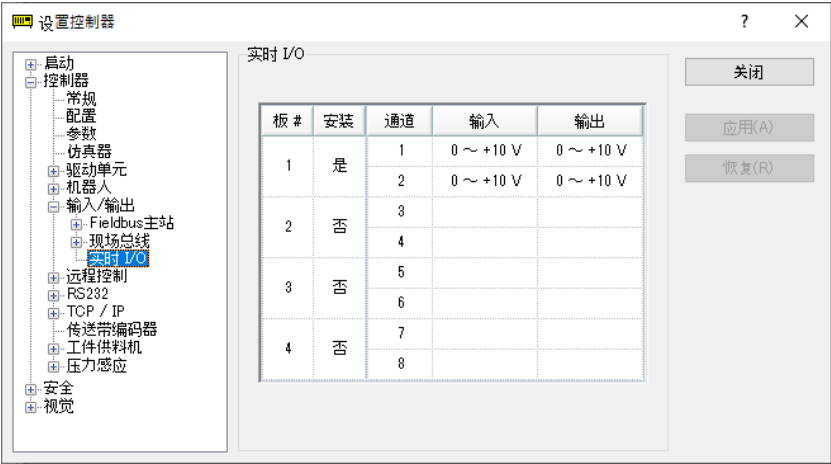 设置控制器
?
启动
控制器
常规
配置
参数
仿真器
驱动单元
机器人
输入/输出
Fieldbus主站
现场总线
实时 I/O
远程控制
RS232
TCP / IP
传送带编码器
工件供料机
压力感应
安全
视觉
实时 I/O
板 # 安装 通道 输入 输出
1 是 1 0 ～ +10 V 0 ～ +10 V
2 0 ～ +10 V 0 ～ +10 V
2 否 3
4
3 否 5
6
4 否 7
8
关闭
应用(A)
恢复(R)